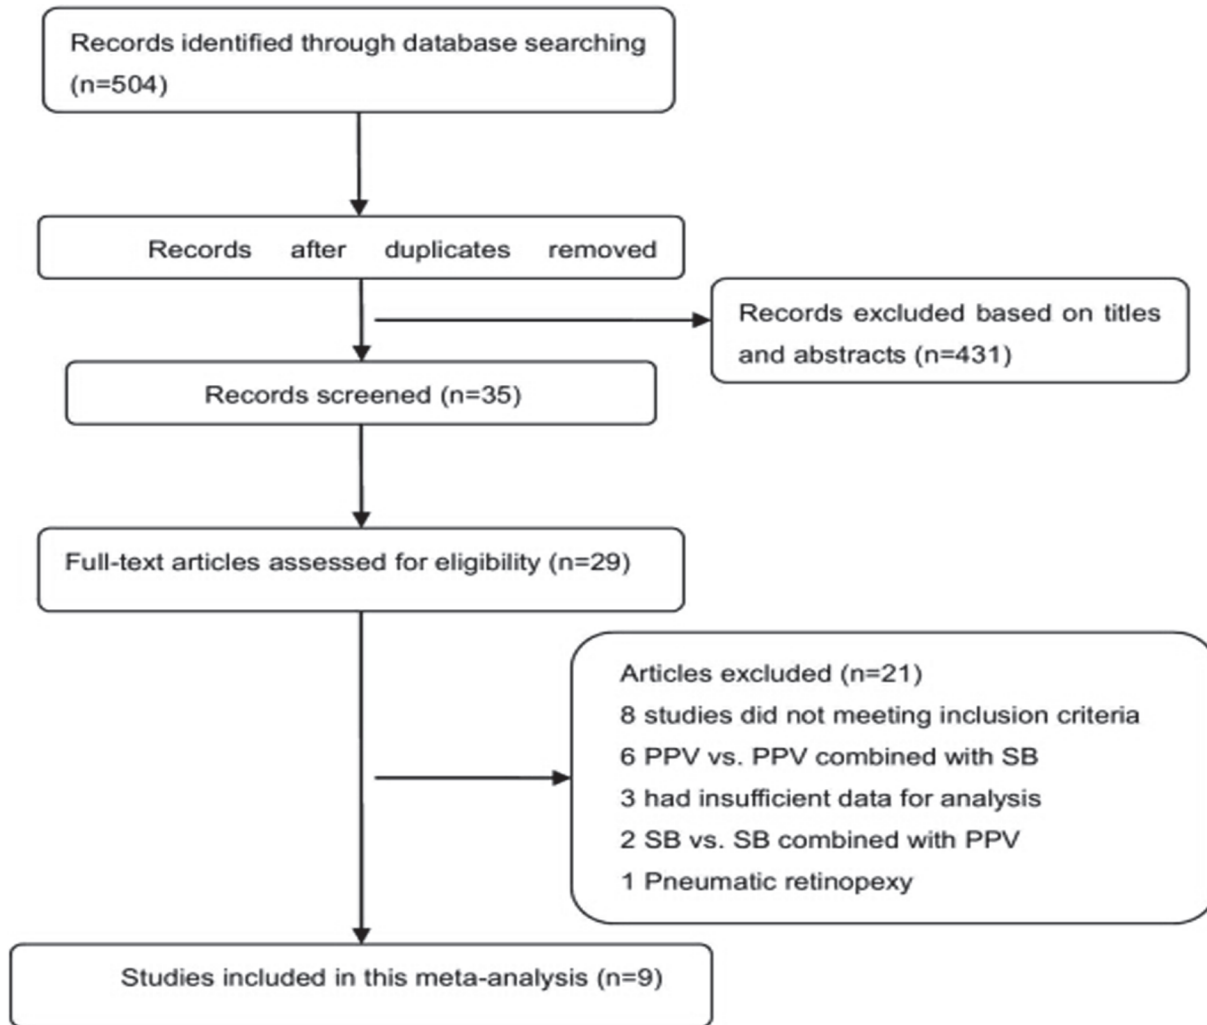 Records identified through database searching
(n=504)
Records after duplicates removed
Records excluded based on titles
and abstracts (n=431)
Records screened (n=35)
Full-text articles assessed for eligibility (n=29)
Articles excluded (n=21)
8 studies did not meeting inclusion criteria
6 PPV vs. PPV combined with SB
3 had insufficient data for analysis
2 SB vs. SB combined with PPV
1 Pneumatic retinopexy
Studies included in this meta-analysis (n=9)